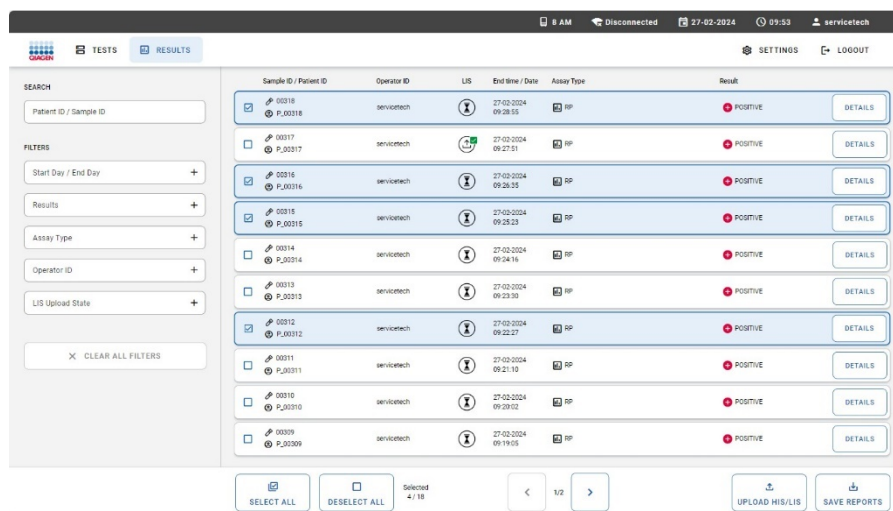 8 AM Disconnected 27-02-2024 09:53 servicetech
QIAGEN TESTS RESULTS SETTINGS LOGOUT
SEARCH
Patient ID / Sample ID
FILTERS
Start Day / End Day +
Results +
Assay Type +
Operator ID +
LIS Upload State +
X CLEAR ALL FILTERS
Sample ID / Patient ID Operator ID LIS End time / Date Assay Type Result
00318 27-02-2024
P_00318 servicetech 09:28:55 RP POSITIVE DETAILS
00317 27-02-2024
P_00317 servicetech 09:27:51 RP POSITIVE DETAILS
00316 27-02-2024
P_00316 servicetech 09:26:35 RP POSITIVE DETAILS
00315 27-02-2024
P_00315 servicetech 09:25:23 RP POSITIVE DETAILS
00314 27-02-2024
P_00314 servicetech 09:24:16 RP POSITIVE DETAILS
00313 27-02-2024
P_00313 servicetech 09:23:30 RP POSITIVE DETAILS
00312 27-02-2024
P_00312 servicetech 09:22:27 RP POSITIVE DETAILS
00311 27-02-2024
P_00311 servicetech 09:21:10 RP POSITIVE DETAILS
00310 27-02-2024
P_00310 servicetech 09:20:02 RP POSITIVE DETAILS
00309 27-02-2024
P_00309 servicetech 09:19:05 RP POSITIVE DETAILS
SELECT ALL DESELECT ALL Selected
4 / 18
< 1/2 >
UPLOAD HIS/LIS SAVE REPORTS